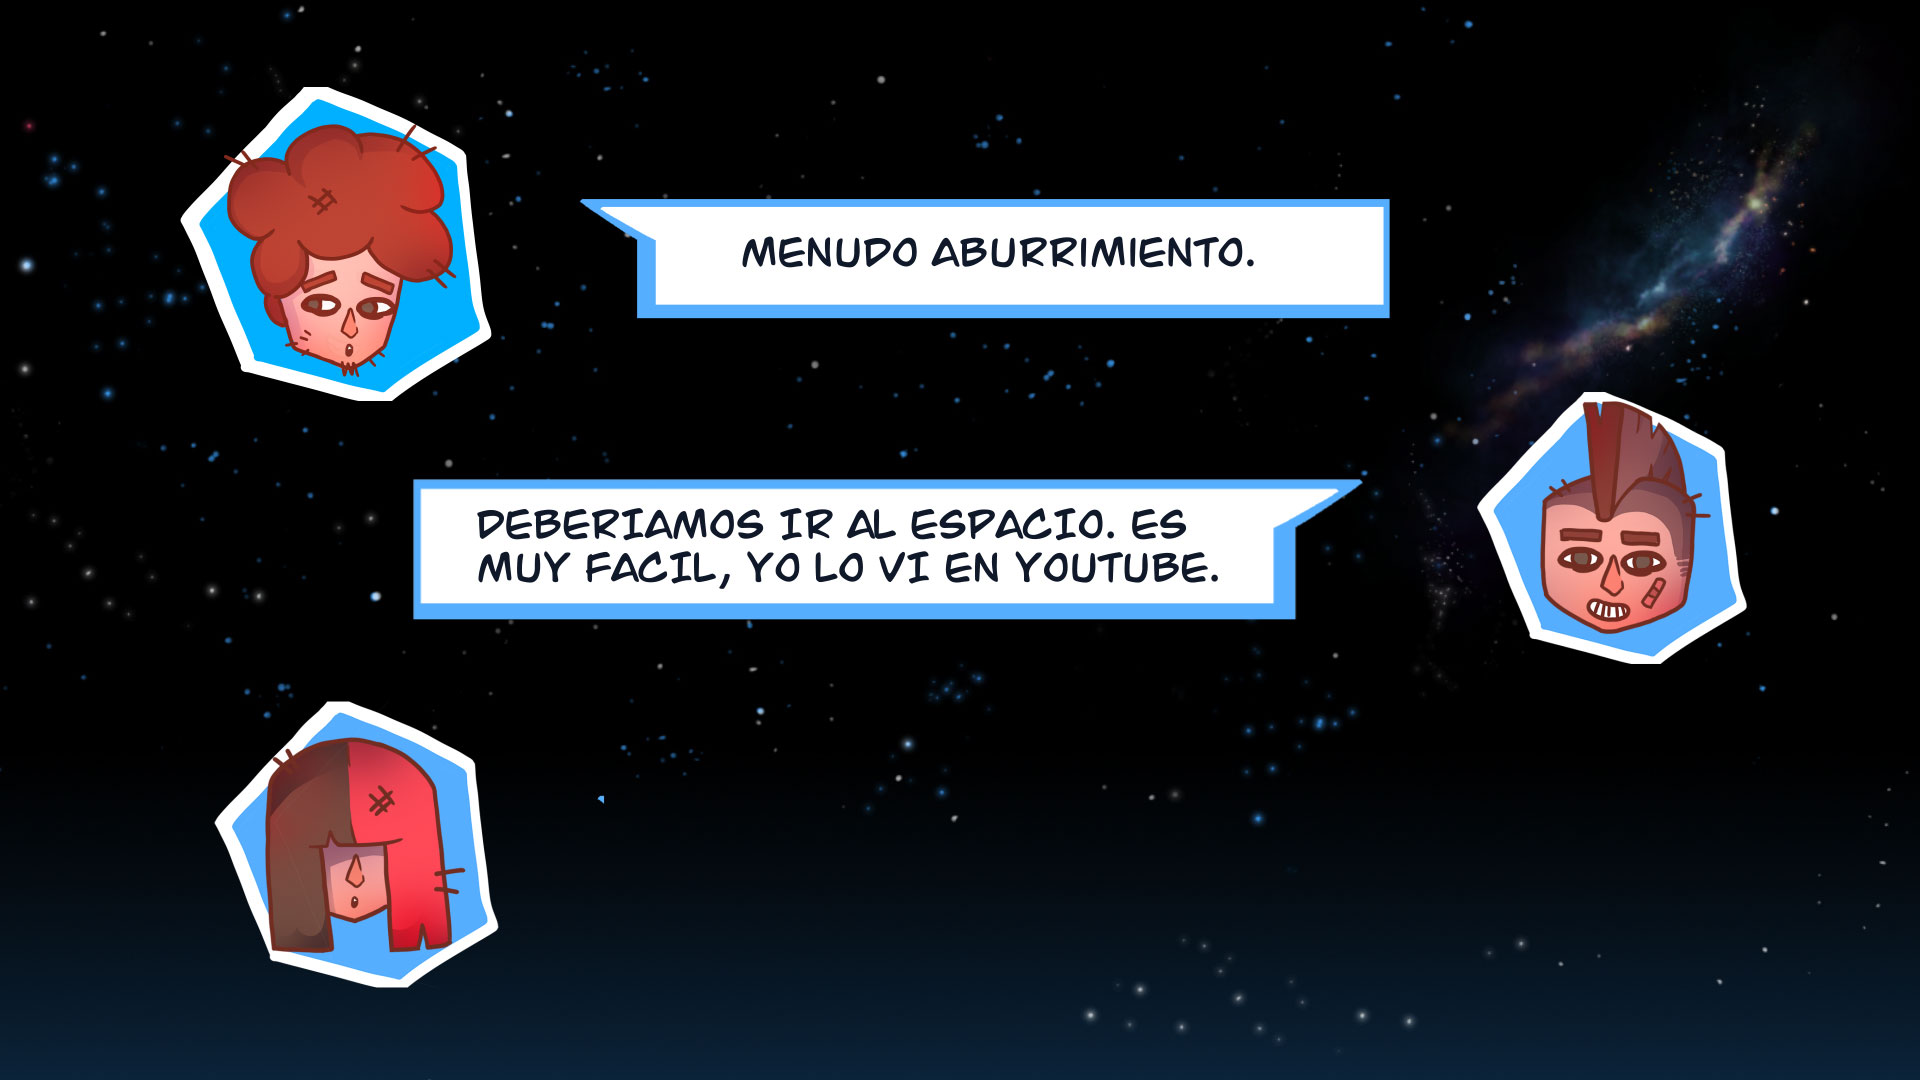 MENUDO ABURRIMIENTO.
DEBERIAMOS IR AL ESPACIO. ES
MUY FACIL, YO LO VI EN YOUTUBE.